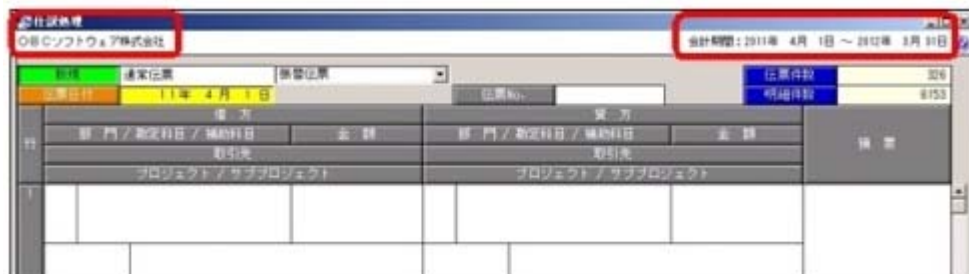 仕訳処理
OBCソフトウェア株式会社
会計期間：2011年 4月 1日 ～ 2012年 3月 31日
新規 通常伝票 振替伝票 伝票件数 326
伝票日付 11年 4月 1日 伝票No. 明細件数 6153
借 方 貸 方
行 部 門 / 勘定科目 / 補助科目 金 額 部 門 / 勘定科目 / 補助科目 金 額 摘 要
取引先 取引先
プロジェクト / サブプロジェクト プロジェクト / サブプロジェクト
1